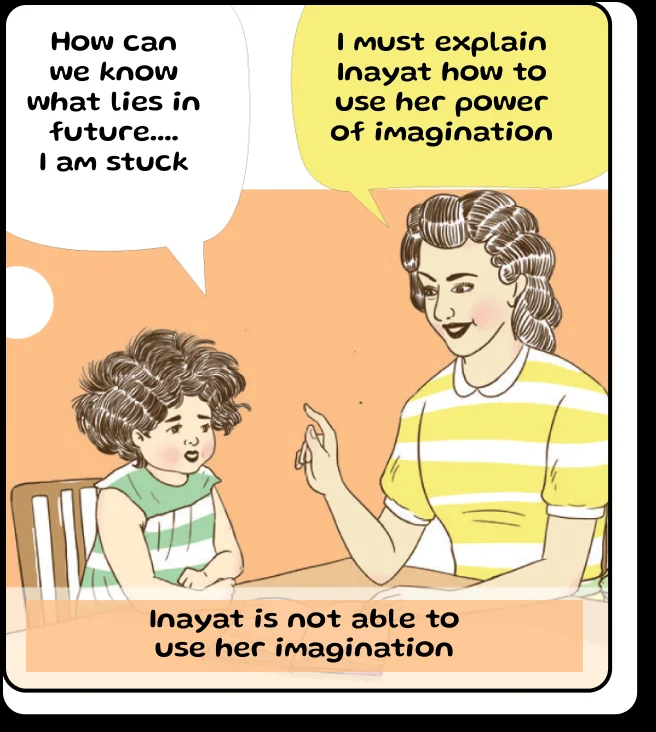 How can
we know
what lies in
future....
I am stuck
I must explain
Inayat how to
use her power
of imagination
Inayat is not able to
use her imagination